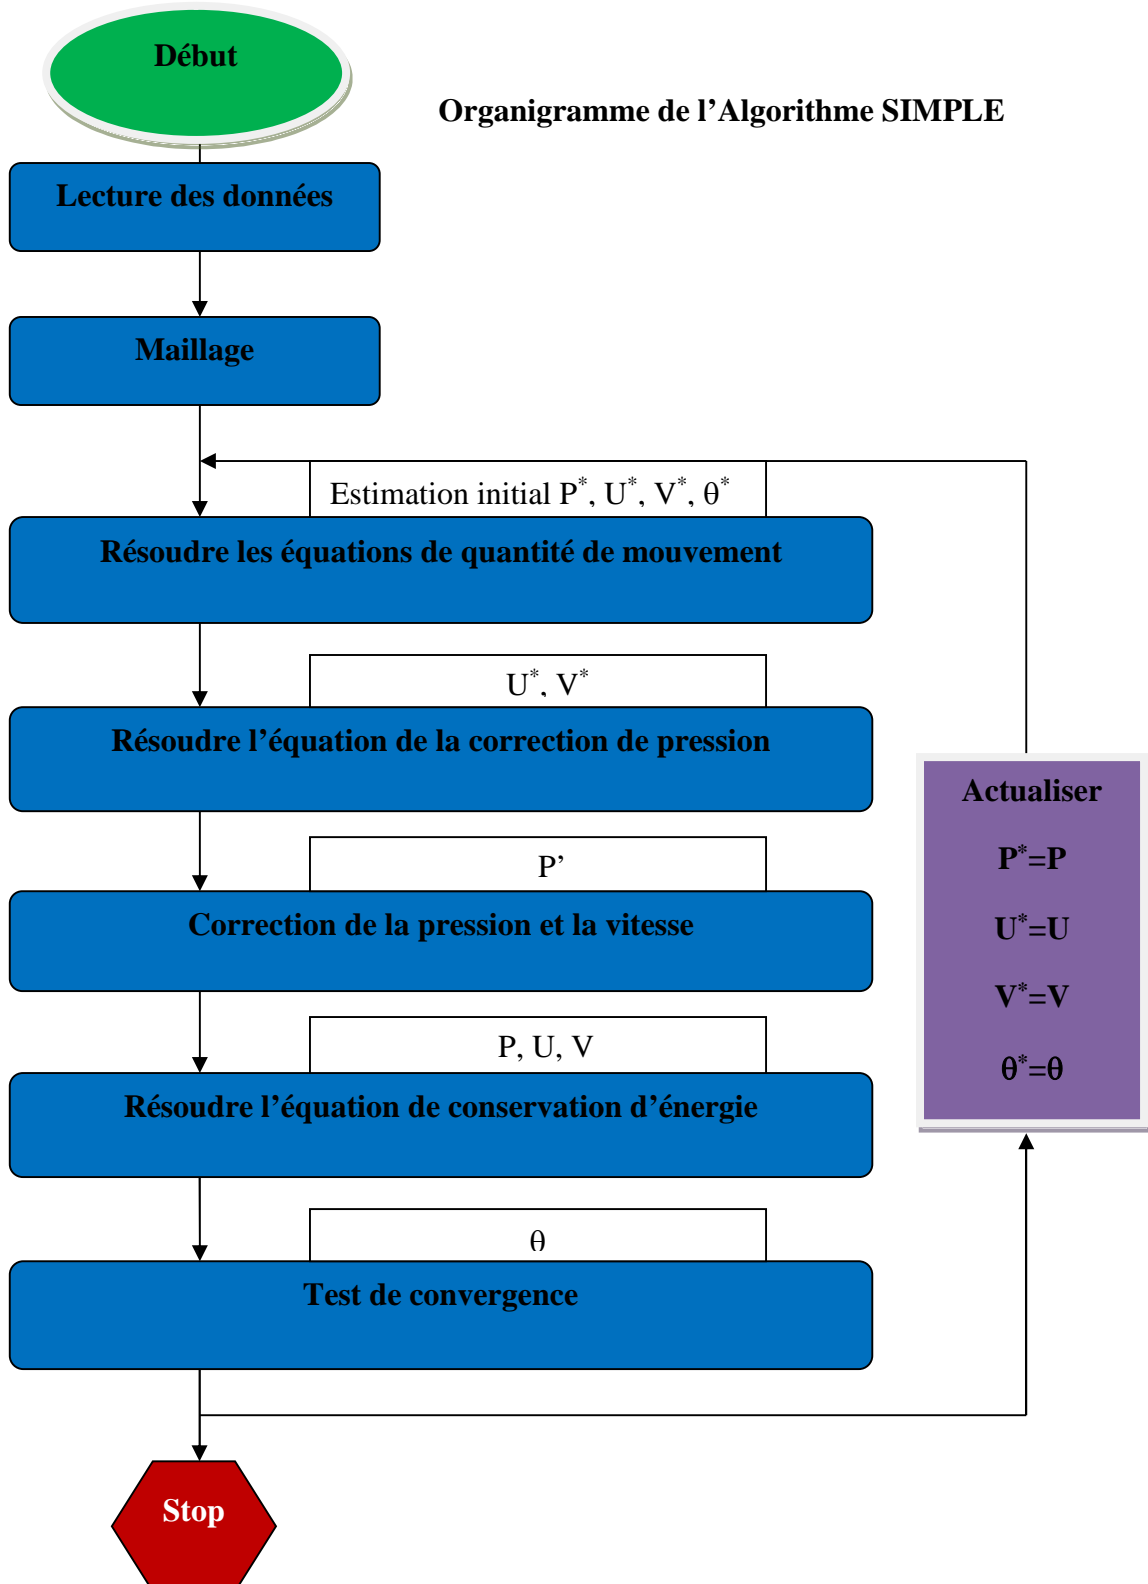 Début
Organigramme de l’Algorithme SIMPLE
Lecture des données
Maillage
Estimation initial P*, U*, V*, θ*
Résoudre les équations de quantité de mouvement
U*, V*
Résoudre l’équation de la correction de pression
P’
Correction de la pression et la vitesse
P, U, V
Résoudre l’équation de conservation d’énergie
θ
Test de convergence
Actualiser
P*=P
U*=U
V*=V
θ*=θ
Stop